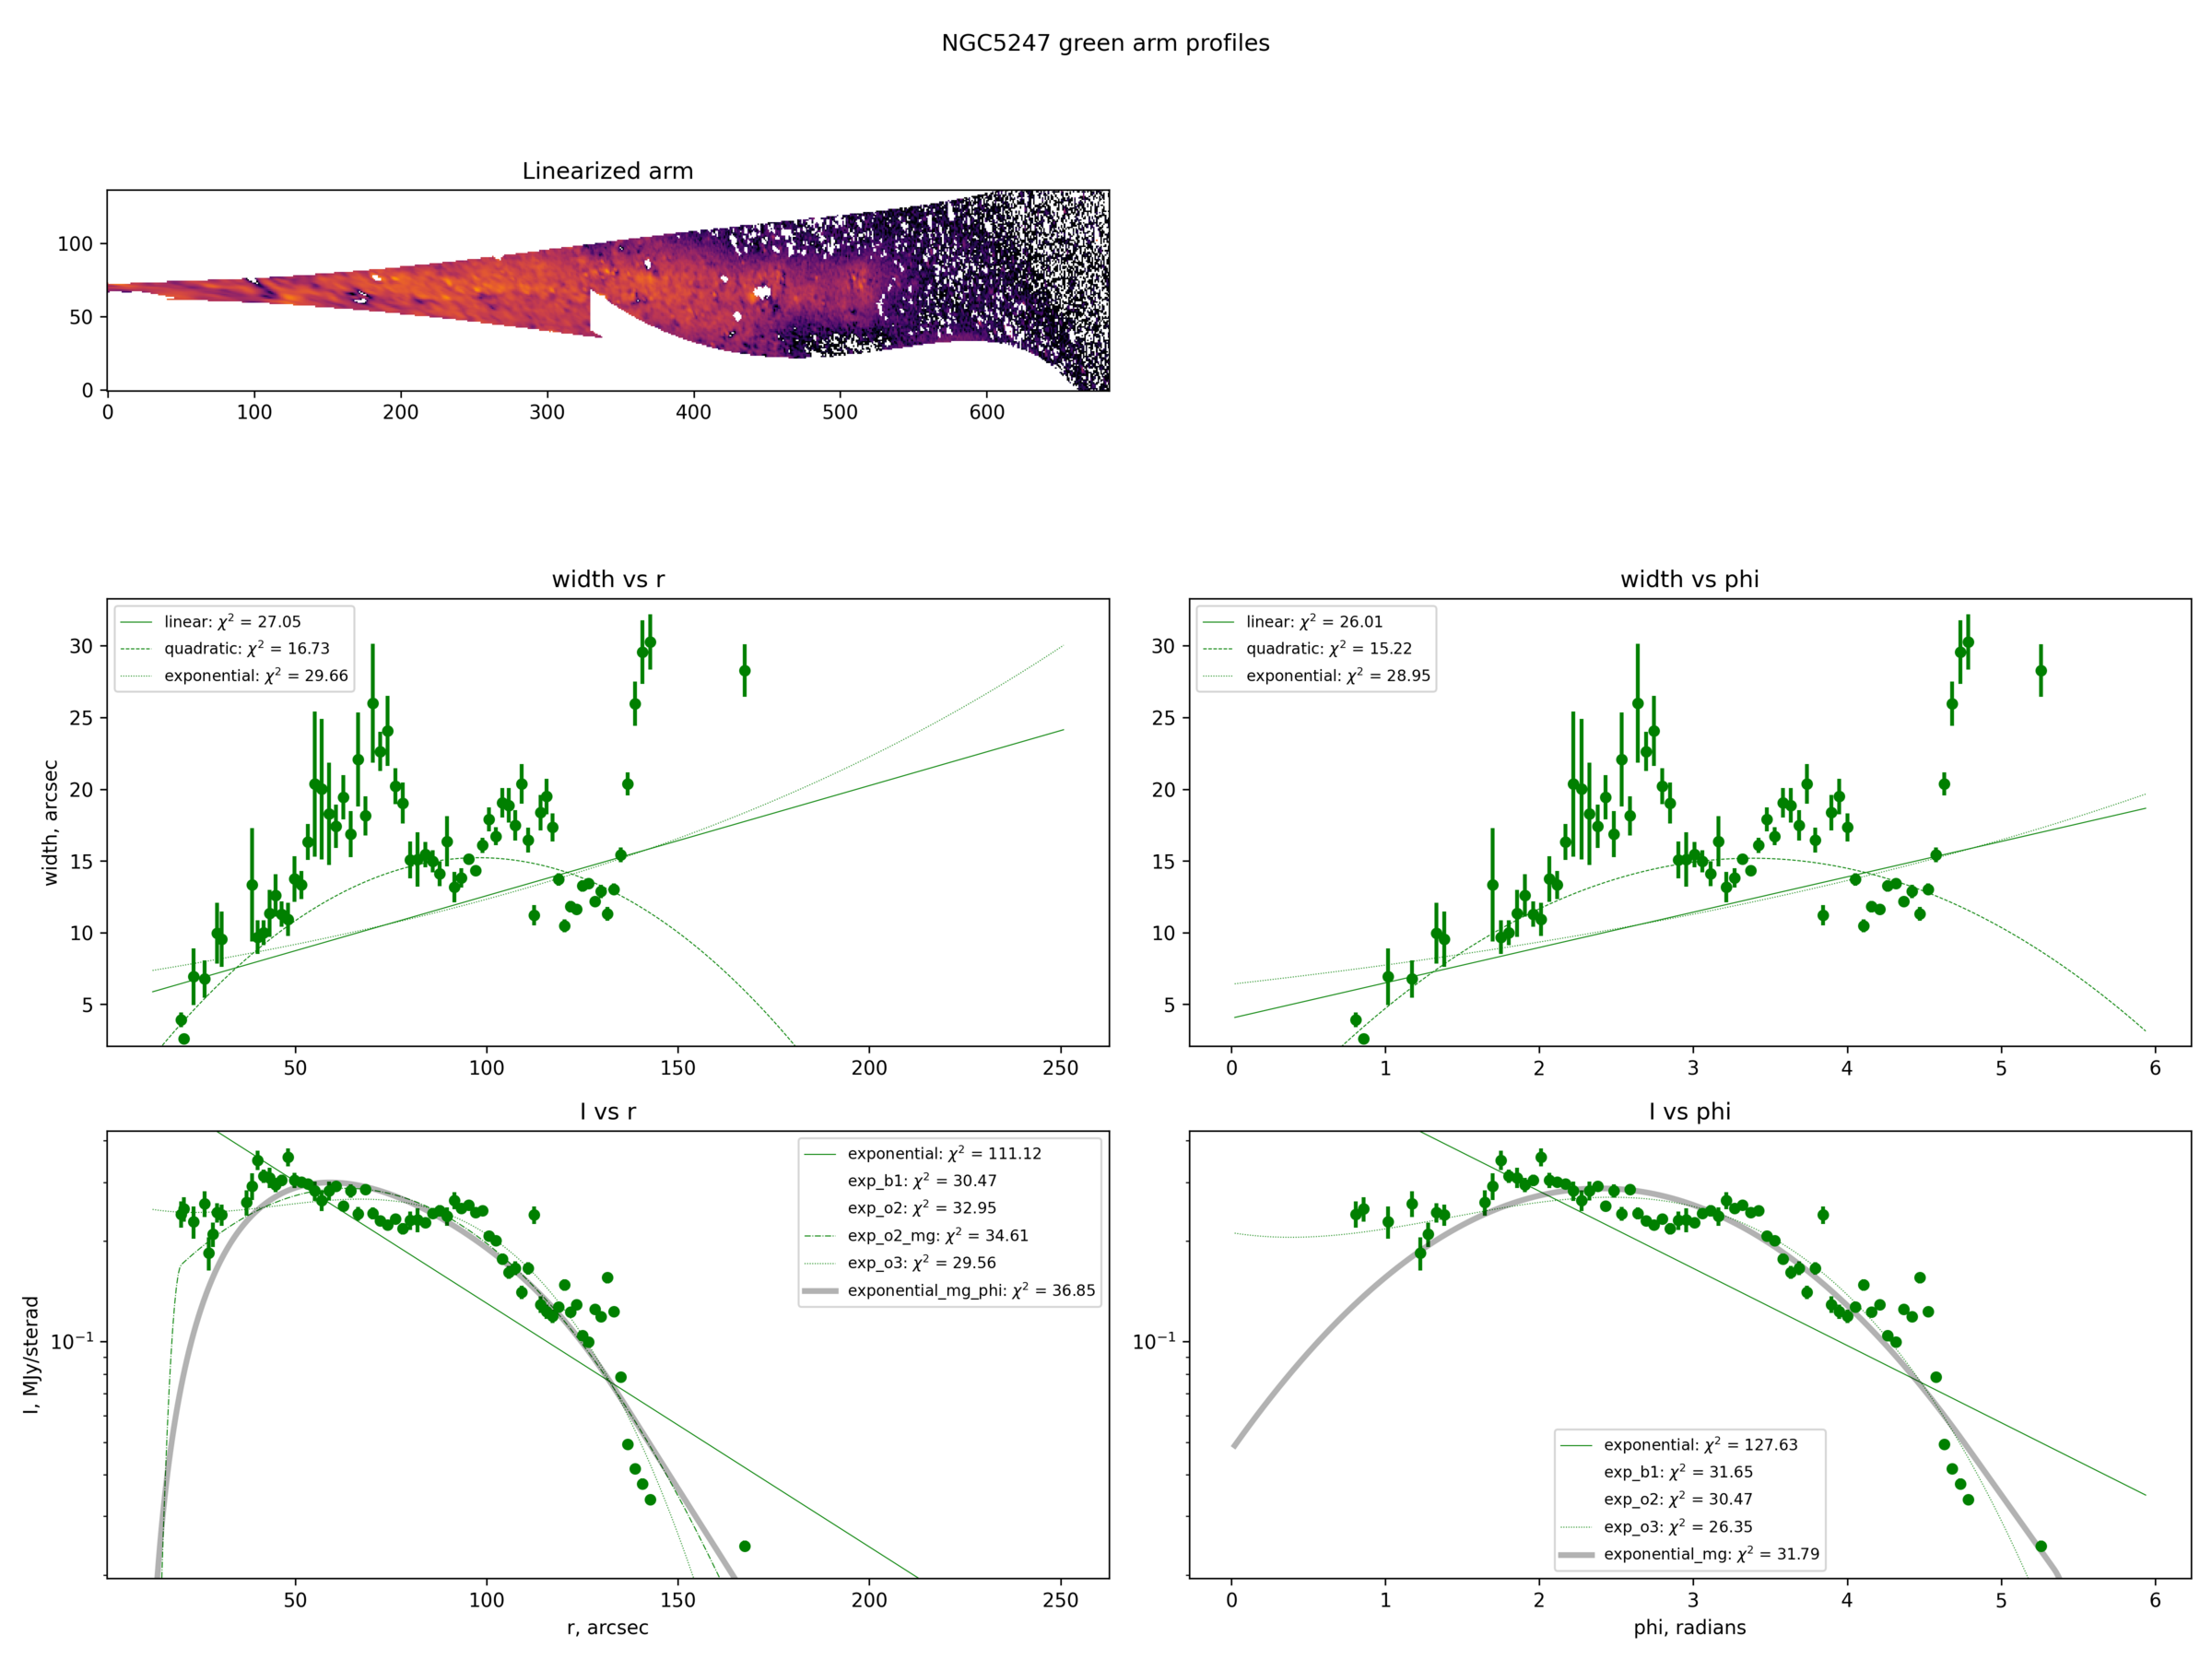 NGC5247 green arm profiles
Linearized arm
100
50
0
0 100 200 300 400 500 600
width vs r
linear: χ² = 27.05
quadratic: χ² = 16.73
exponential: χ² = 29.66
width, arcsec
30
25
20
15
10
5
50 100 150 200 250
width vs phi
linear: χ² = 26.01
quadratic: χ² = 15.22
exponential: χ² = 28.95
30
25
20
15
10
5
0 1 2 3 4 5 6
I vs r
exponential: χ² = 111.12
exp_b1: χ² = 30.47
exp_o2: χ² = 32.95
exp_o2_mg: χ² = 34.61
exp_o3: χ² = 29.56
exponential_mg_phi: χ² = 36.85
I, MJy/sterad
10⁻¹
50 100 150 200 250
r, arcsec
I vs phi
10⁻¹
exponential: χ² = 127.63
exp_b1: χ² = 31.65
exp_o2: χ² = 30.47
exp_o3: χ² = 26.35
exponential_mg: χ² = 31.79
0 1 2 3 4 5 6
phi, radians